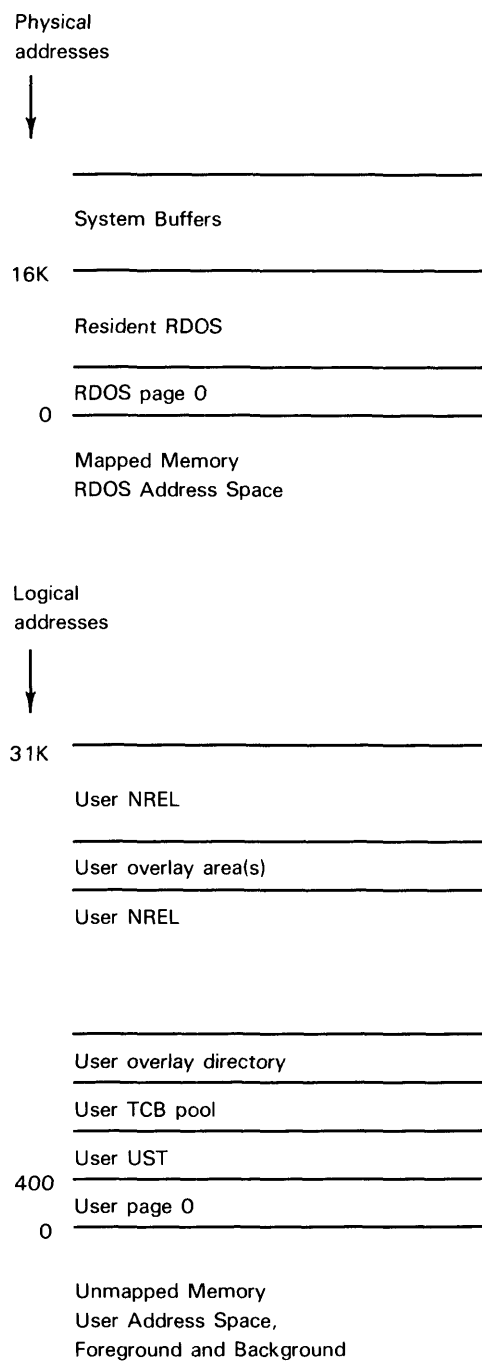 Physical
addresses
System Buffers
16K
Resident RDOS
RDOS page 0
0
Mapped Memory
RDOS Address Space
Logical
addresses
31K
User NREL
User overlay area(s)
User NREL
User overlay directory
User TCB pool
User UST
400
User page 0
0
Unmapped Memory
User Address Space,
Foreground and Background